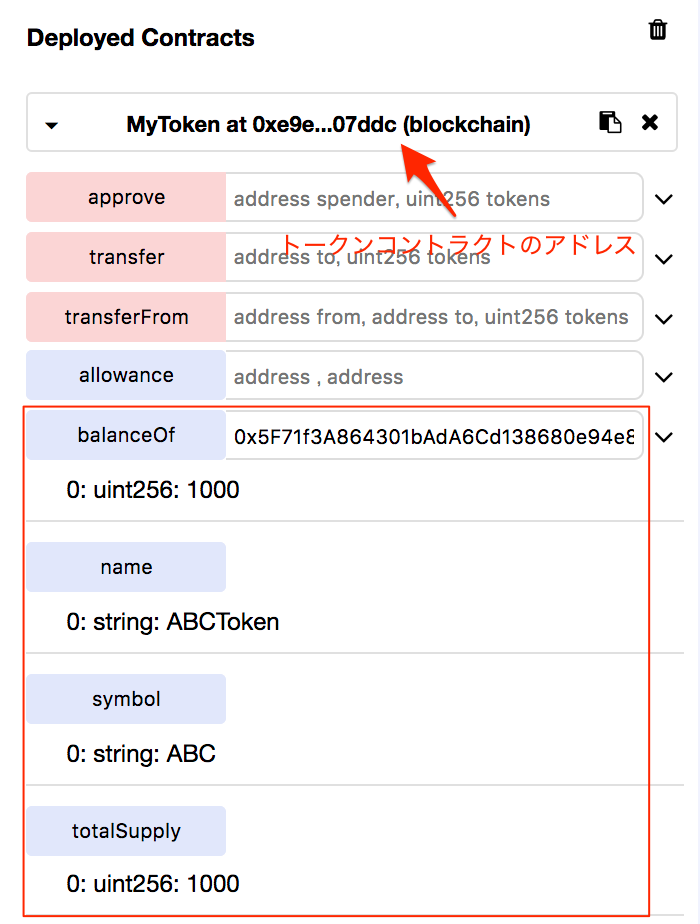 Deployed Contracts
MyToken at 0xe9e...07ddc (blockchain)
approve address spender, uint256 tokens
トークンコントラクトのアドレス
transfer address to, uint256 tokens
transferFrom address from, address to, uint256 tokens
allowance address , address
balanceOf 0x5F71f3A864301bAdA6Cd138680e94e8
0: uint256: 1000
name
0: string: ABCToken
symbol
0: string: ABC
totalSupply
0: uint256: 1000